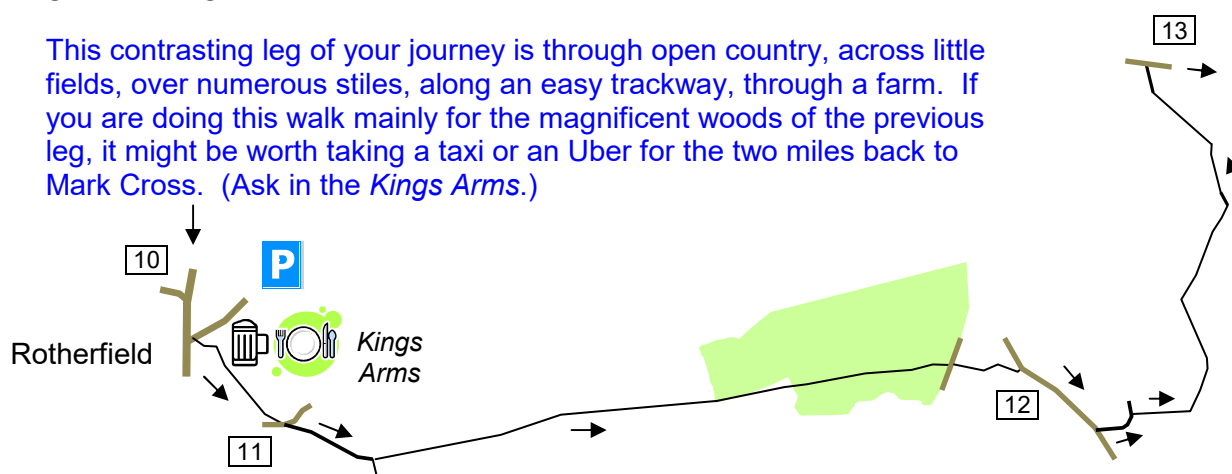 This contrasting leg of your journey is through open country, across little
fields, over numerous stiles, along an easy trackway, through a farm.  If
you are doing this walk mainly for the magnificent woods of the previous
leg, it might be worth taking a taxi or an Uber for the two miles back to
Mark Cross.  (Ask in the Kings Arms.)
13
10
P
Rotherfield
Kings
Arms
12
11